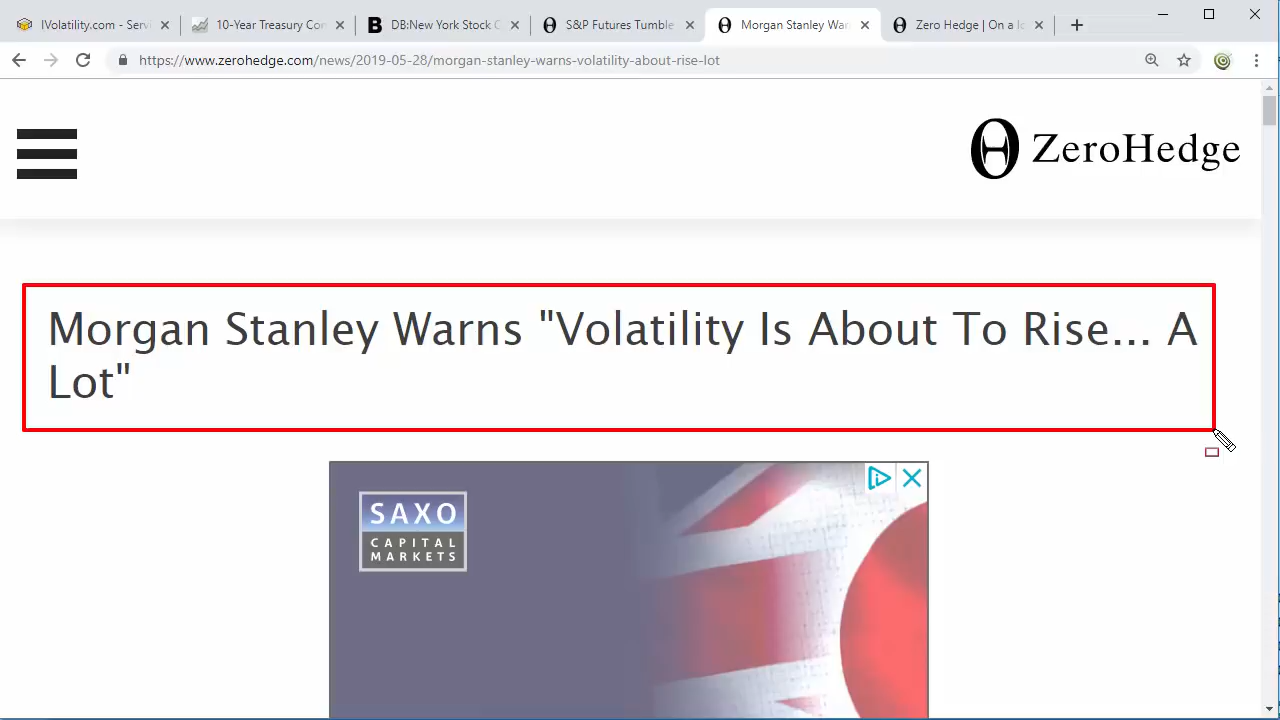 IVolatility.com - Servi
10-Year Treasury Con
DB:New York Stock
S&P Futures Tumble
Morgan Stanley War
Zero Hedge | On a
https://www.zerohedge.com/news/2019-05-28/morgan-stanley-warns-volatility-about-rise-lot
ZeroHedge
Morgan Stanley Warns "Volatility Is About To Rise... A
Lot"
SAXO
CAPITAL
MARKETS